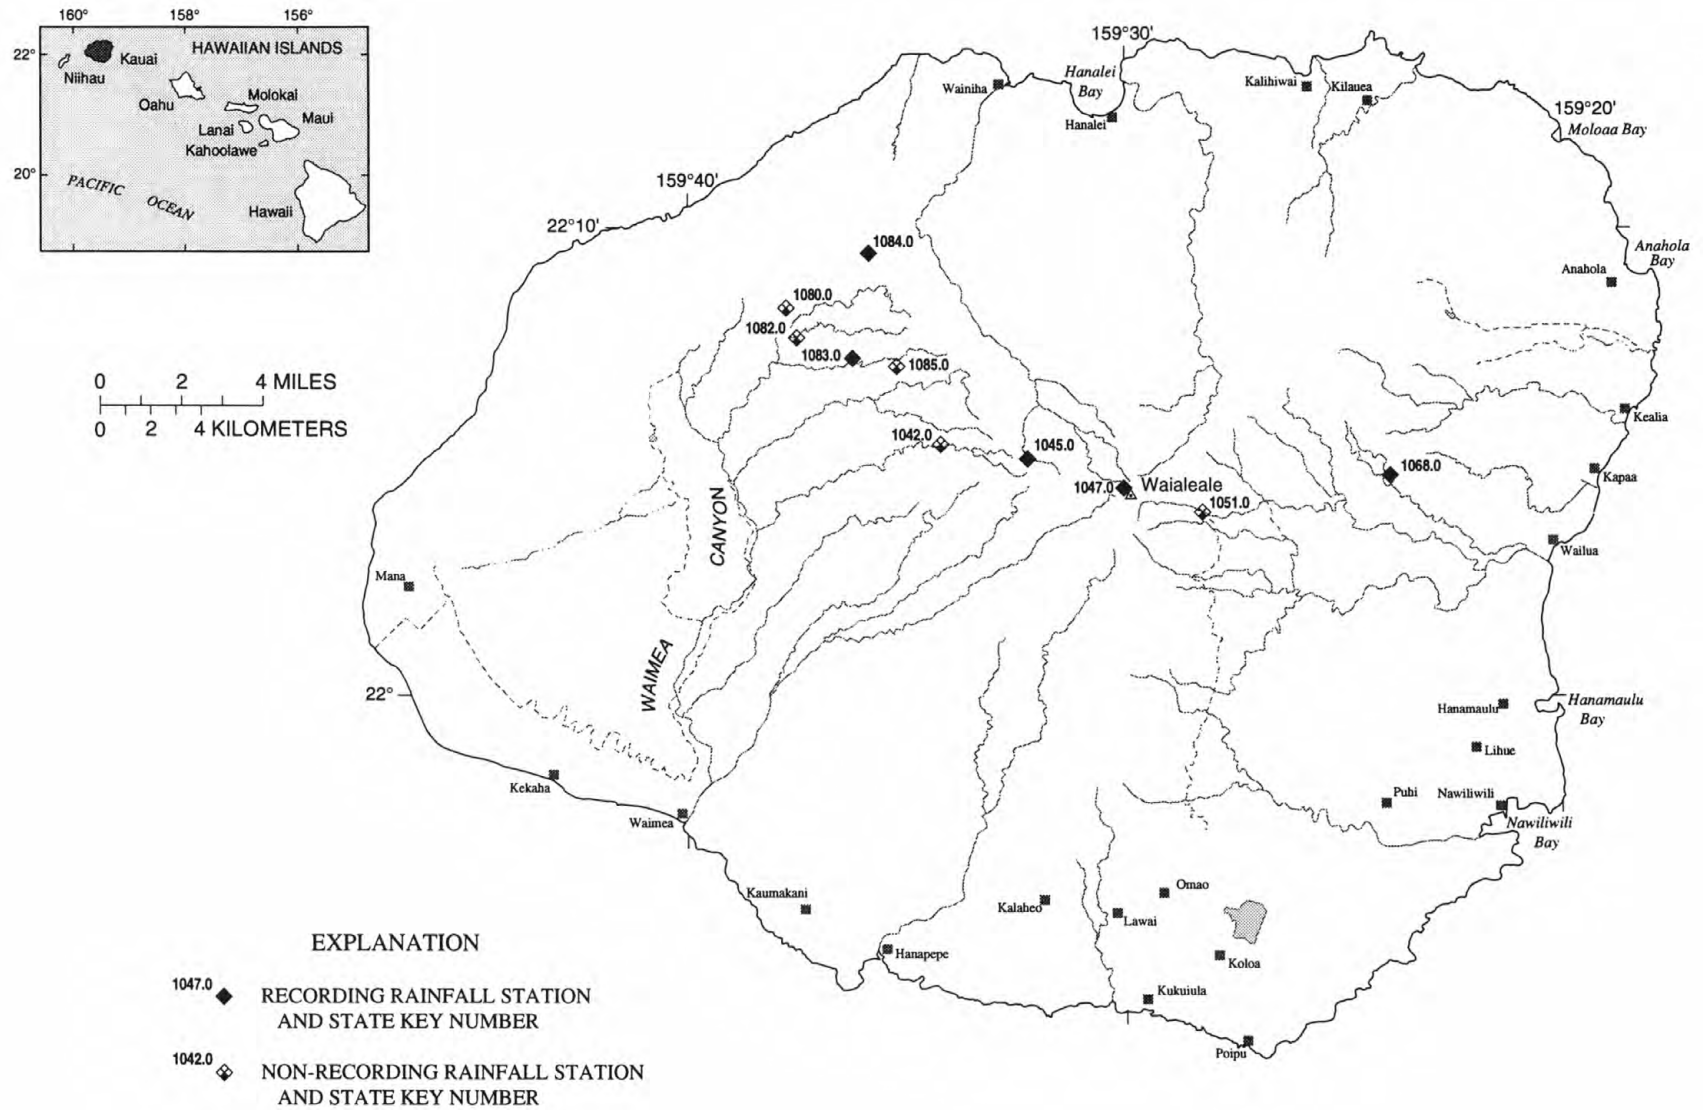 160°
158°
156°
22°
20°
HAWAIIAN ISLANDS
Kauai
Niihau
Oahu
Molokai
Lanai
Maui
Kahoolawe
Hawaii
PACIFIC
OCEAN
159°30'
Hanalei
Bay
Wainiha
Hanalei
Kalihiwai
Kilauea
159°20'
Moloaa Bay
159°40'
22°10'
Anahola
Bay
Anahola
1084.0
1080.0
1082.0
1083.0
1085.0
0 2 4 MILES
0 2 4 KILOMETERS
Kealia
1042.0
1045.0
1068.0
Kapaa
1047.0
Waialeale
1051.0
CANYON
Wailua
Mana
WAIMEA
22°
Hanamaulu
Hanamaulu
Bay
Lihue
Kekaha
Puhi
Nawiliwili
Waimea
Nawiliwili
Bay
Kaumakani
Kalaheo
Omao
Lawai
Hanapepe
Koloa
Kukuiula
Poipu
EXPLANATION
1047.0
RECORDING RAINFALL STATION
AND STATE KEY NUMBER
1042.0
NON-RECORDING RAINFALL STATION
AND STATE KEY NUMBER